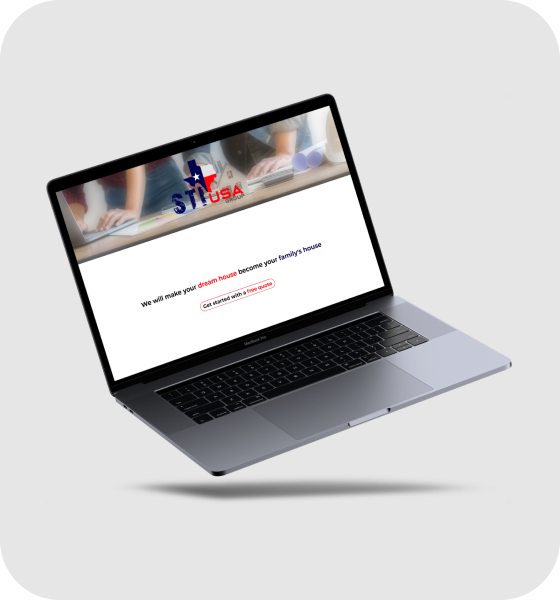 STI USA
GROUP
We will make your dream house become your family's house
Get started with a free quote
MacBook Pro